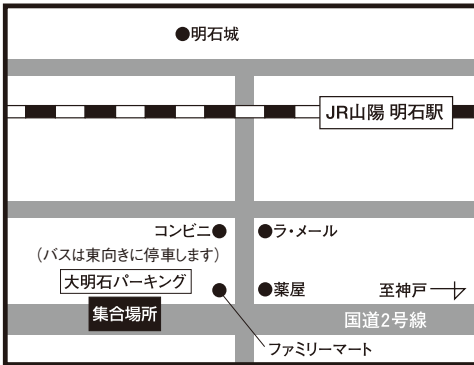 ●明石城
JR山陽 明石駅
コンビニ●
●ラ・メール
（バスは東向きに停車します）
大明石パーキング
●薬屋
至神戸
集合場所
国道2号線
ファミリーマート